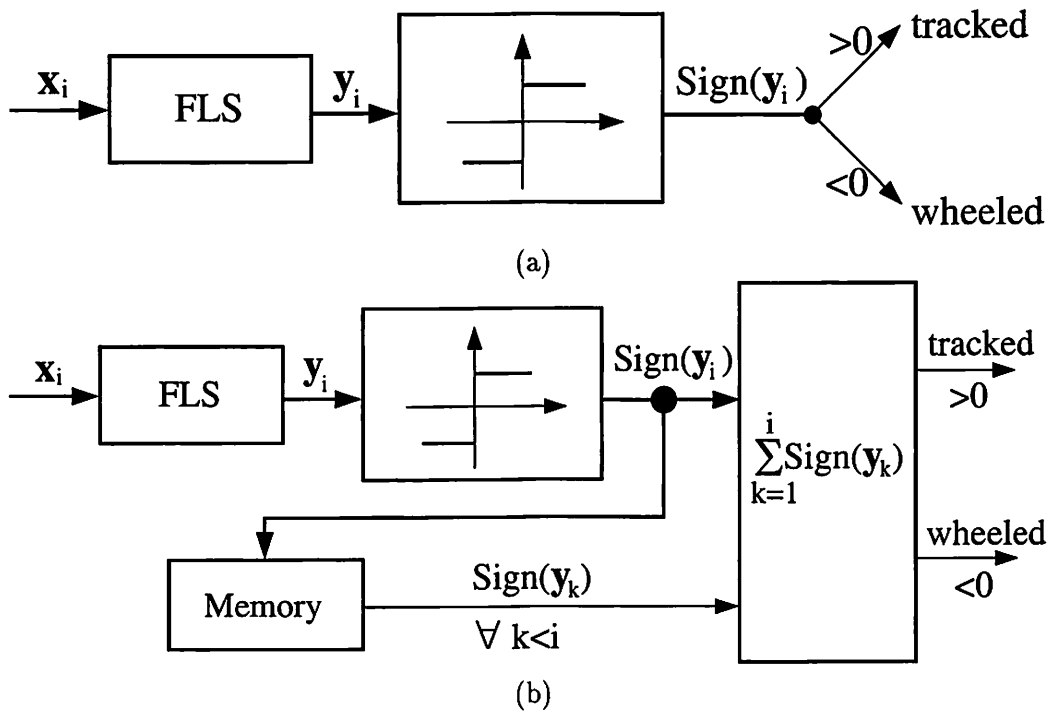 tracked
>0
x_i
FLS
y_i
Sign(y_i)
<0
wheeled
(a)
x_i
FLS
y_i
Sign(y_i)
tracked
>0
i
∑Sign(y_k)
k=1
wheeled
<0
Memory
Sign(y_k)
∀ k<i
(b)